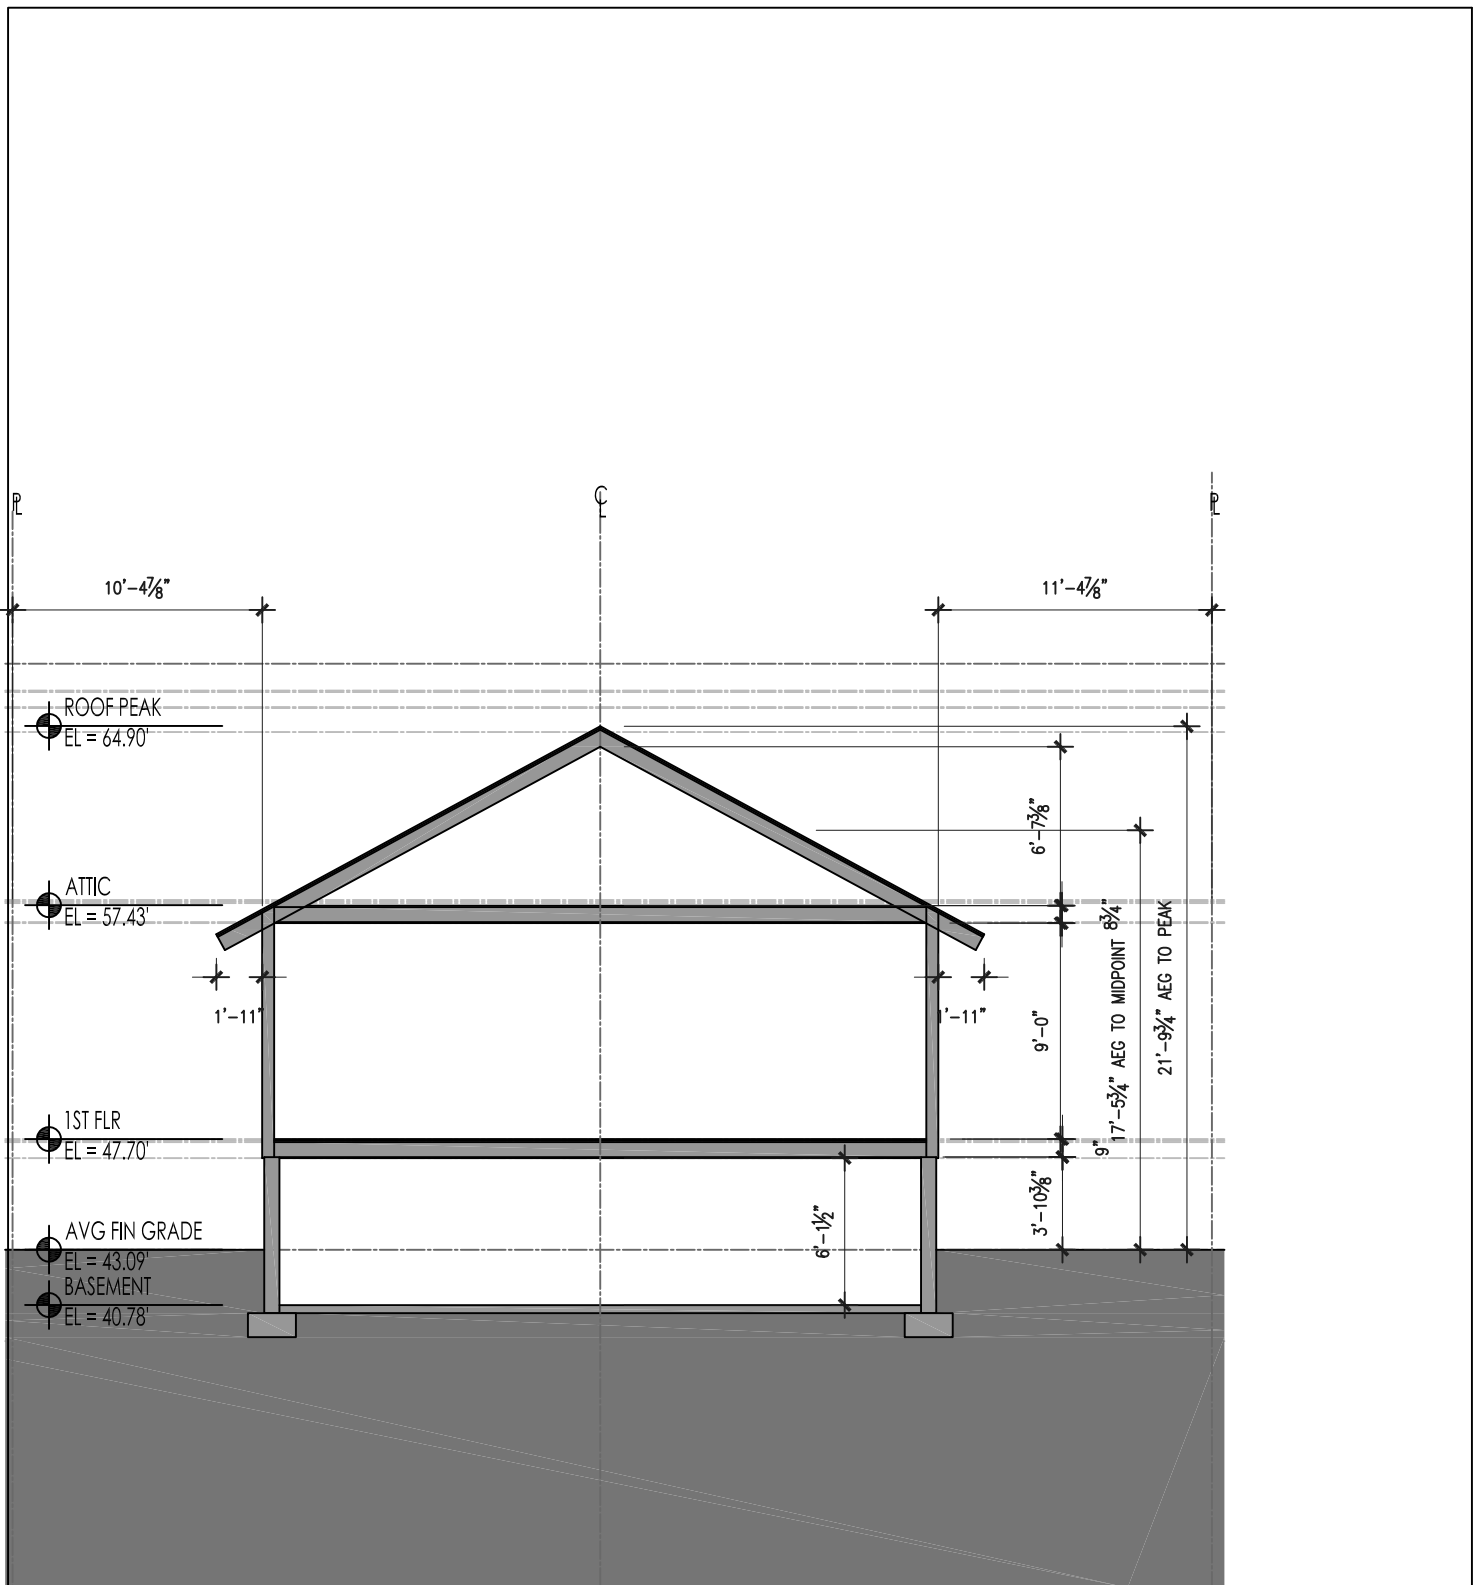 PL
CL
PL
10'-4⅞"
11'-4⅞"
ROOF PEAK
EL = 64.90'
6'-7⅜"
ATTIC
EL = 57.43'
8¾"
17'-5¾" AEG TO MIDPOINT
21'-9¾" AEG TO PEAK
1'-11"
1'-11"
9'-0"
1ST FLR
EL = 47.70'
9"
3'-10⅜"
6'-1½"
AVG FIN GRADE
EL = 43.09'
BASEMENT
EL = 40.78'